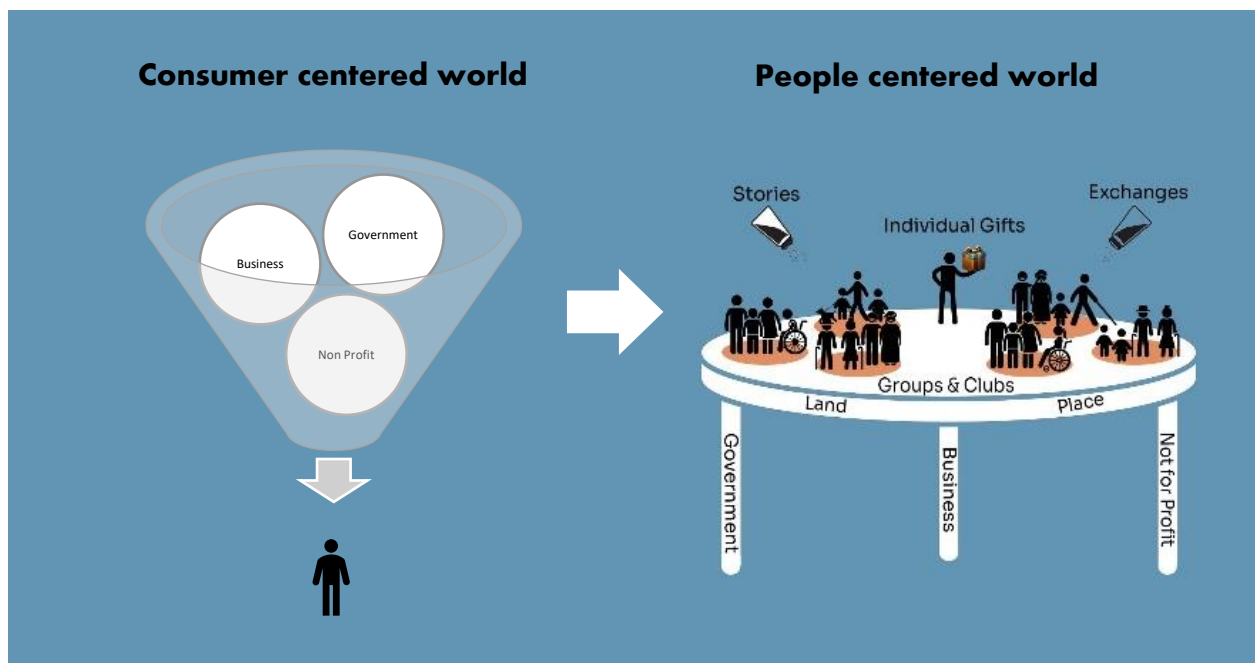 Consumer centered world
Government
Business
Non Profit
People centered world
Stories
Exchanges
Individual Gifts
Groups & Clubs
Land
Place
Government
Business
Not for Profit